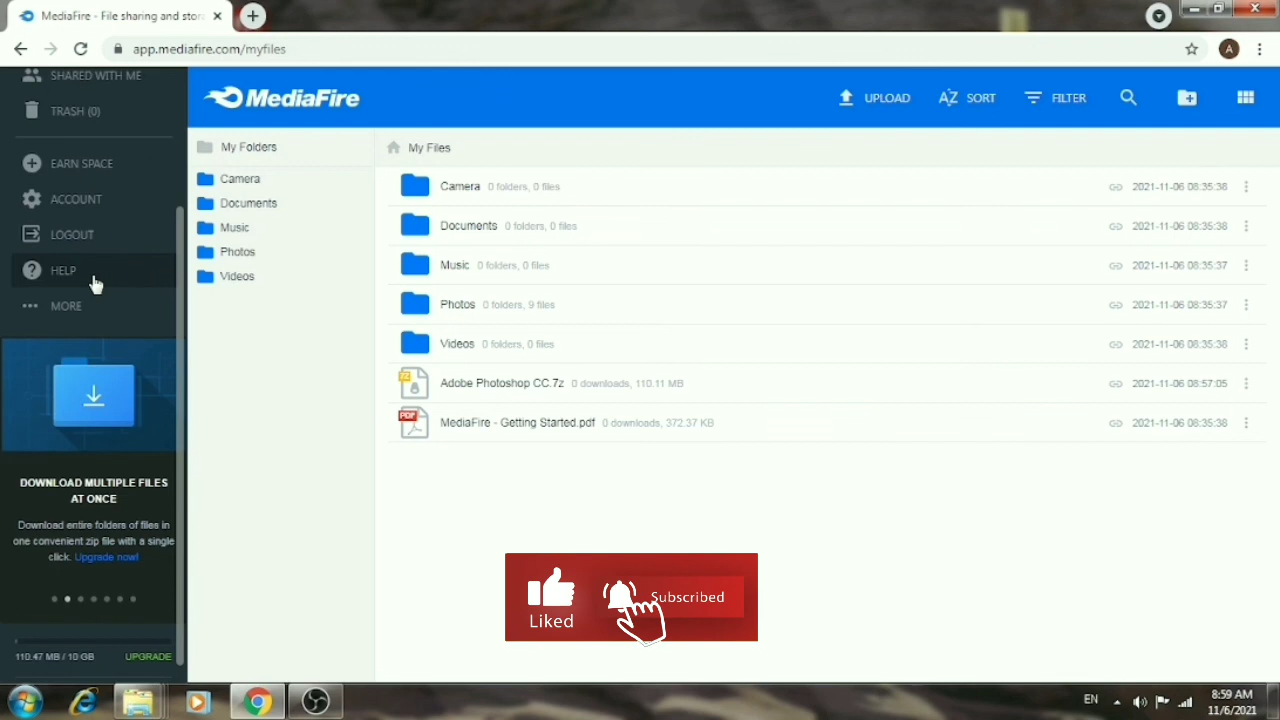 MediaFire - File sharing and stor
app.mediafire.com/myfiles
A
SHARED WITH ME
TRASH (0)
EARN SPACE
ACCOUNT
LOGOUT
HELP
MORE
DOWNLOAD MULTIPLE FILES
AT ONCE
Download entire folders of files in
one convenient zip file with a single
click. Upgrade now!
110.47 MB / 10 GB UPGRADE
MediaFire
UPLOAD
AZ SORT
FILTER
My Folders
Camera
Documents
Music
Photos
Videos
My Files
Camera 0 folders, 0 files 2021-11-06 08:35:38
Documents 0 folders, 0 files 2021-11-06 08:35:38
Music 0 folders, 0 files 2021-11-06 08:35:37
Photos 0 folders, 9 files 2021-11-06 08:35:37
Videos 0 folders, 0 files 2021-11-06 08:35:38
7Z Adobe Photoshop CC.7z 0 downloads, 110.11 MB 2021-11-06 08:57:05
PDF MediaFire - Getting Started.pdf 0 downloads, 372.37 KB 2021-11-06 08:35:38
Liked
Subscribed
EN
8:59 AM
11/6/2021